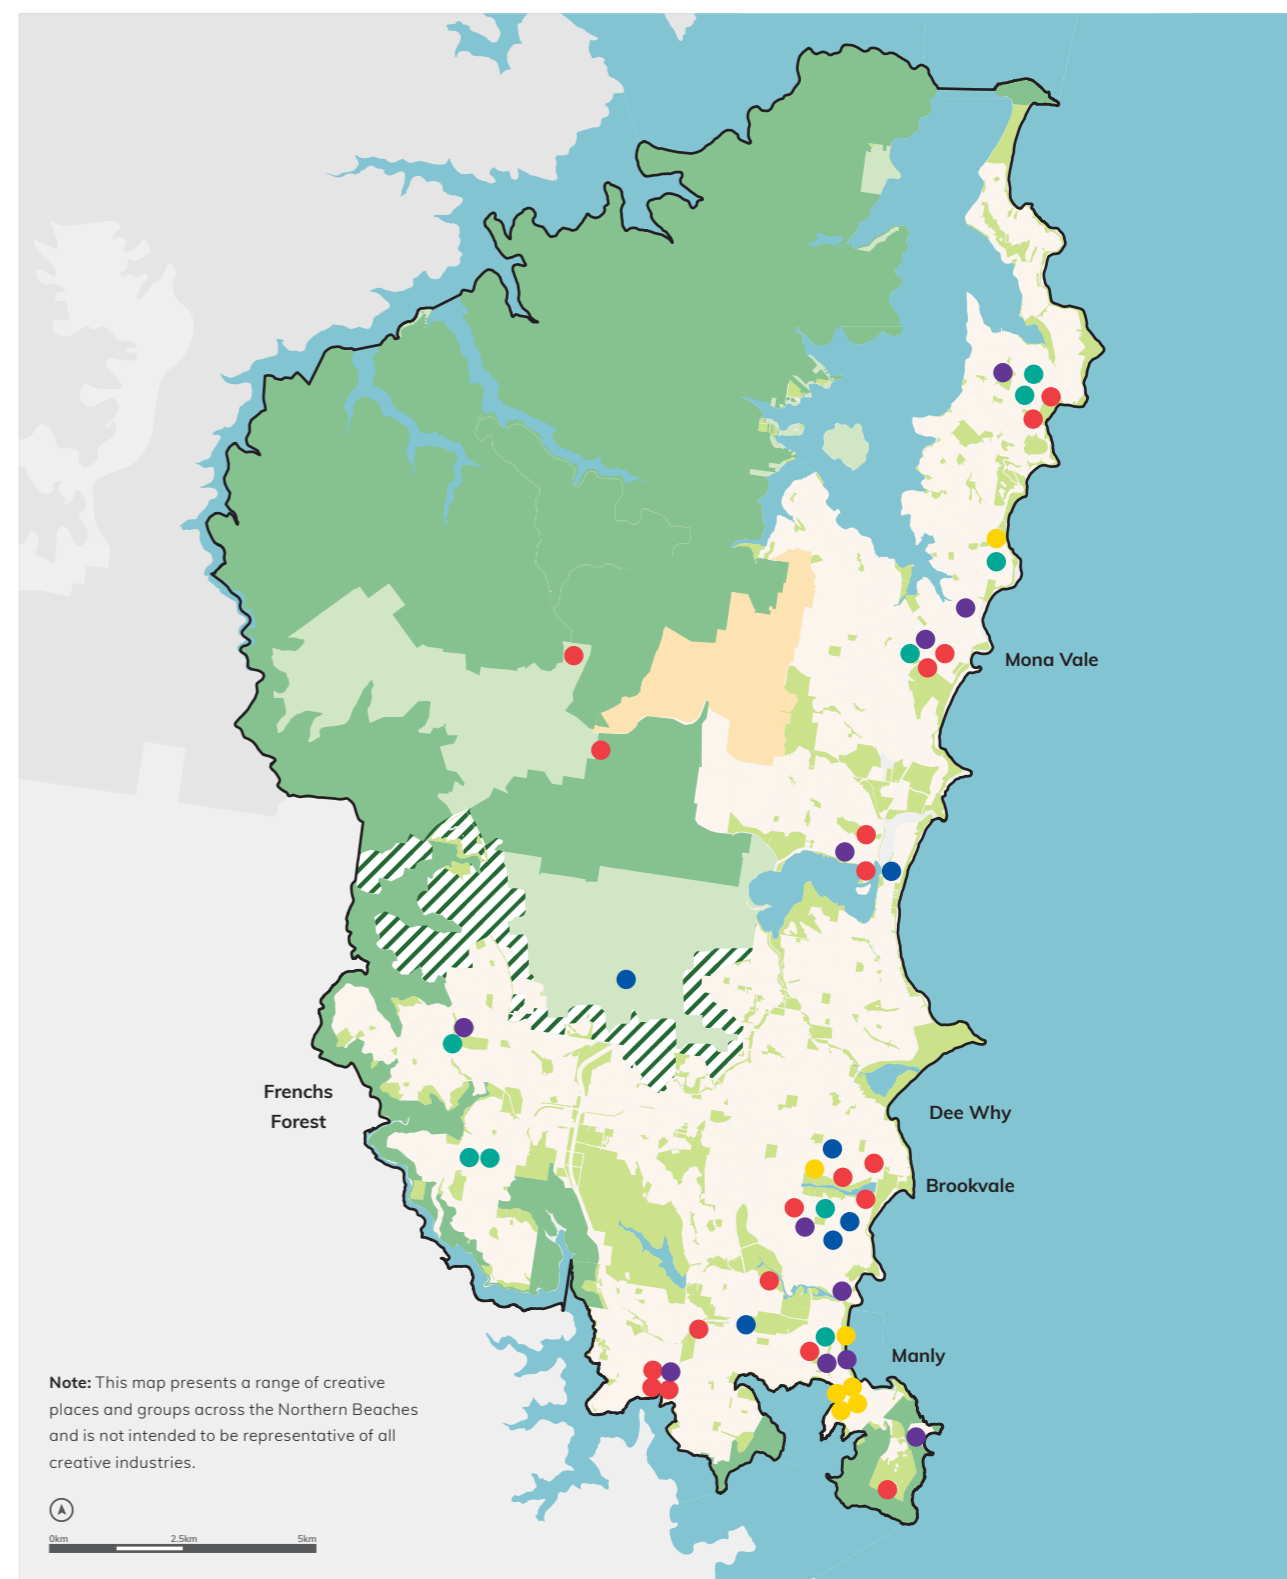 Mona Vale
Frenchs
Forest
Dee Why
Brookvale
Manly
Note: This map presents a range of creative
places and groups across the Northern Beaches
and is not intended to be representative of all
creative industries.
0km 2.5km 5km